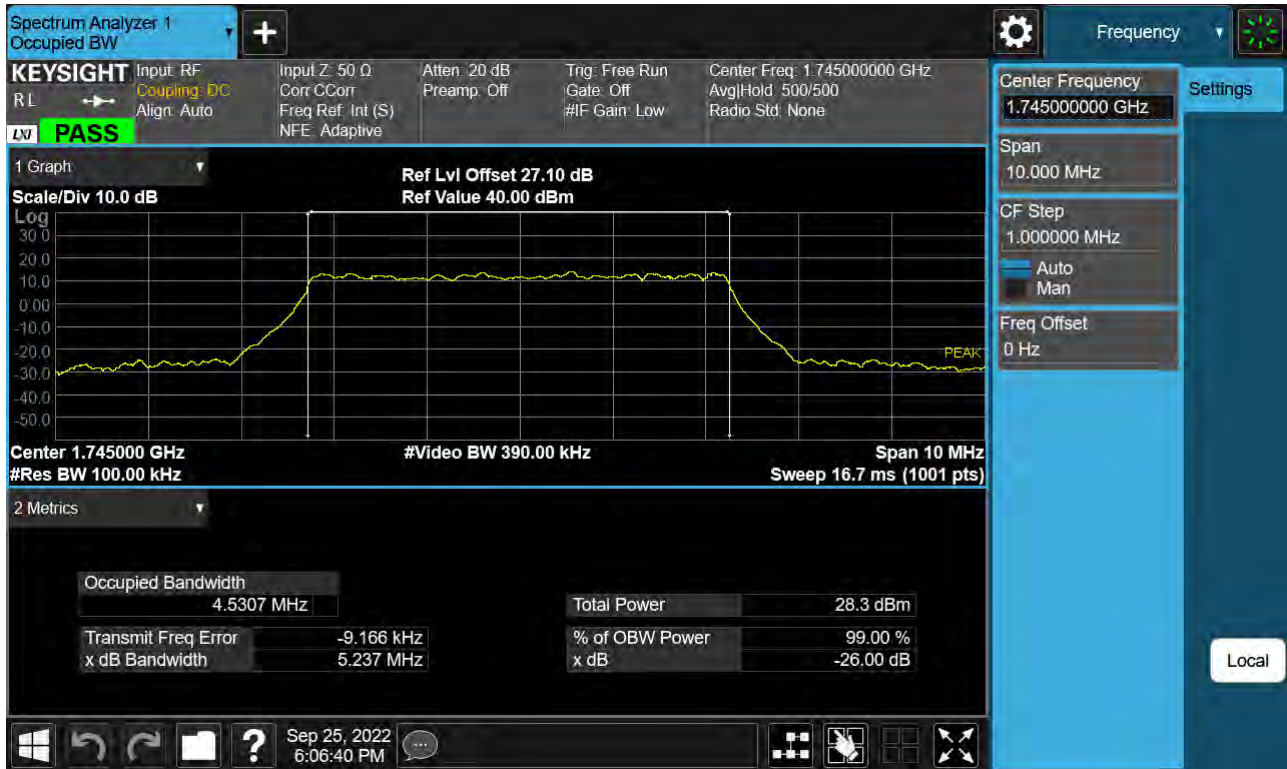 Spectrum Analyzer 1
Occupied BW
+
Frequency
KEYSIGHT
RL
LXI
PASS
Input: RF
Coupling: DC
Align: Auto
Input Z: 50 Ω
Corr CCorr
Freq Ref: Int (S)
NFE: Adaptive
Atten: 20 dB
Preamp: Off
Trig: Free Run
Gate: Off
#IF Gain: Low
Center Freq: 1.745000000 GHz
Avg|Hold: 500/500
Radio Std: None
1 Graph
Scale/Div 10.0 dB
Ref Lvl Offset 27.10 dB
Ref Value 40.00 dBm
Log
30.0
20.0
10.0
0.00
-10.0
-20.0
-30.0
-40.0
-50.0
PEAK
Center 1.745000 GHz
#Res BW 100.00 kHz
#Video BW 390.00 kHz
Span 10 MHz
Sweep 16.7 ms (1001 pts)
2 Metrics
Occupied Bandwidth
4.5307 MHz
Transmit Freq Error -9.166 kHz
x dB Bandwidth 5.237 MHz
Total Power 28.3 dBm
% of OBW Power 99.00 %
x dB -26.00 dB
Center Frequency
1.745000000 GHz
Span
10.000 MHz
CF Step
1.000000 MHz
Auto
Man
Freq Offset
0 Hz
Settings
Local
?
Sep 25, 2022
6:06:40 PM